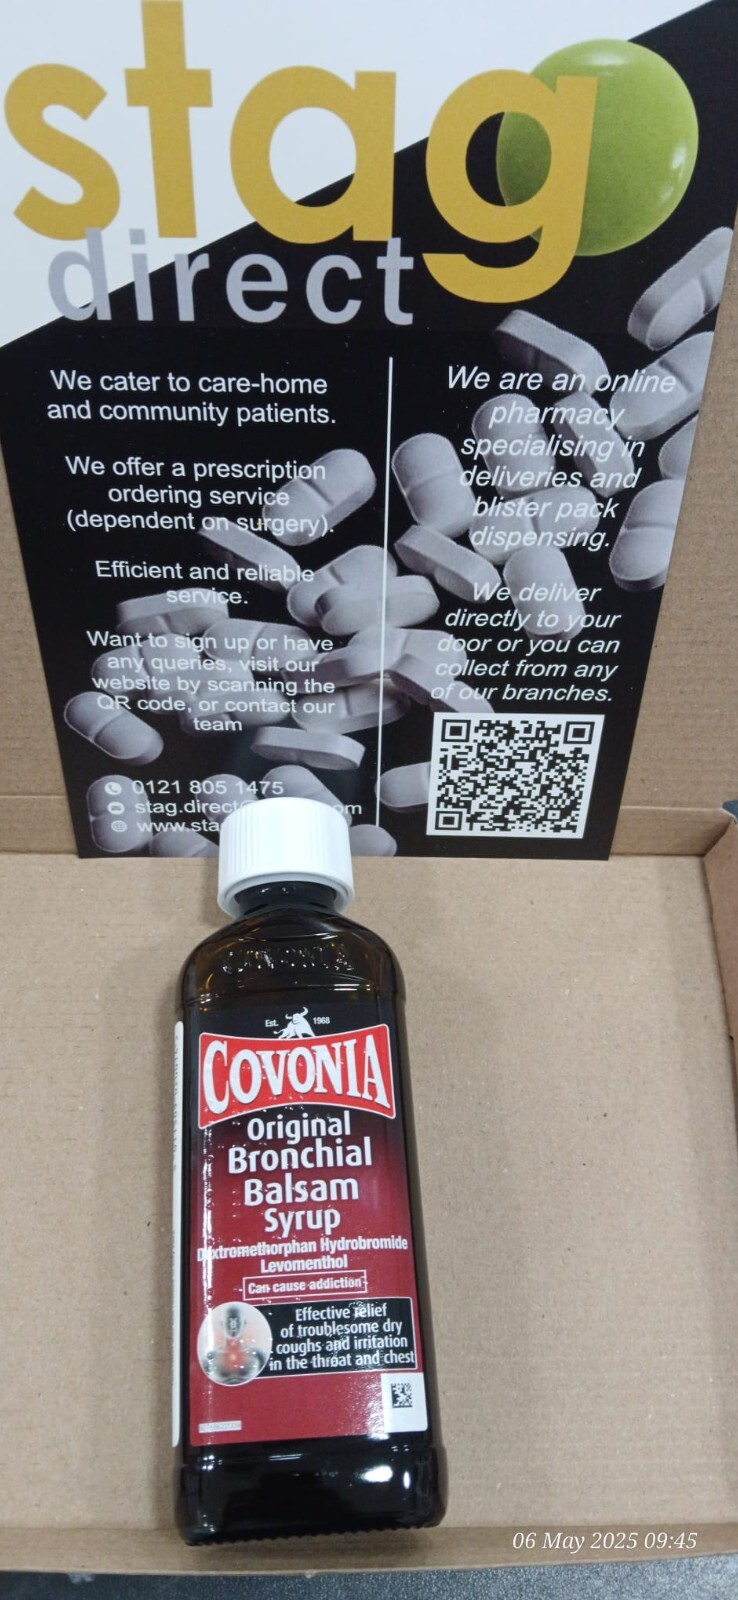 stag
direct
We cater to care-home
and community patients.
We offer a prescription
ordering service
(dependent on surgery).
Efficient and reliable
service.
Want to sign up or have
any queries, visit our
website by scanning the
QR code, or contact our
team
0121 805 1475
stag.direct
www.
We are an online
pharmacy
specialising in
deliveries and
blister pack
dispensing.
We deliver
directly to your
door or you can
collect from any
of our branches.
COVONIA
Est. 1968
COVONIA
Original
Bronchial
Balsam
Syrup
Dextromethorphan Hydrobromide
Levomenthol
Can cause addiction
Effective relief
of troublesome dry
coughs and irritation
in the throat and chest
06 May 2025 09:45